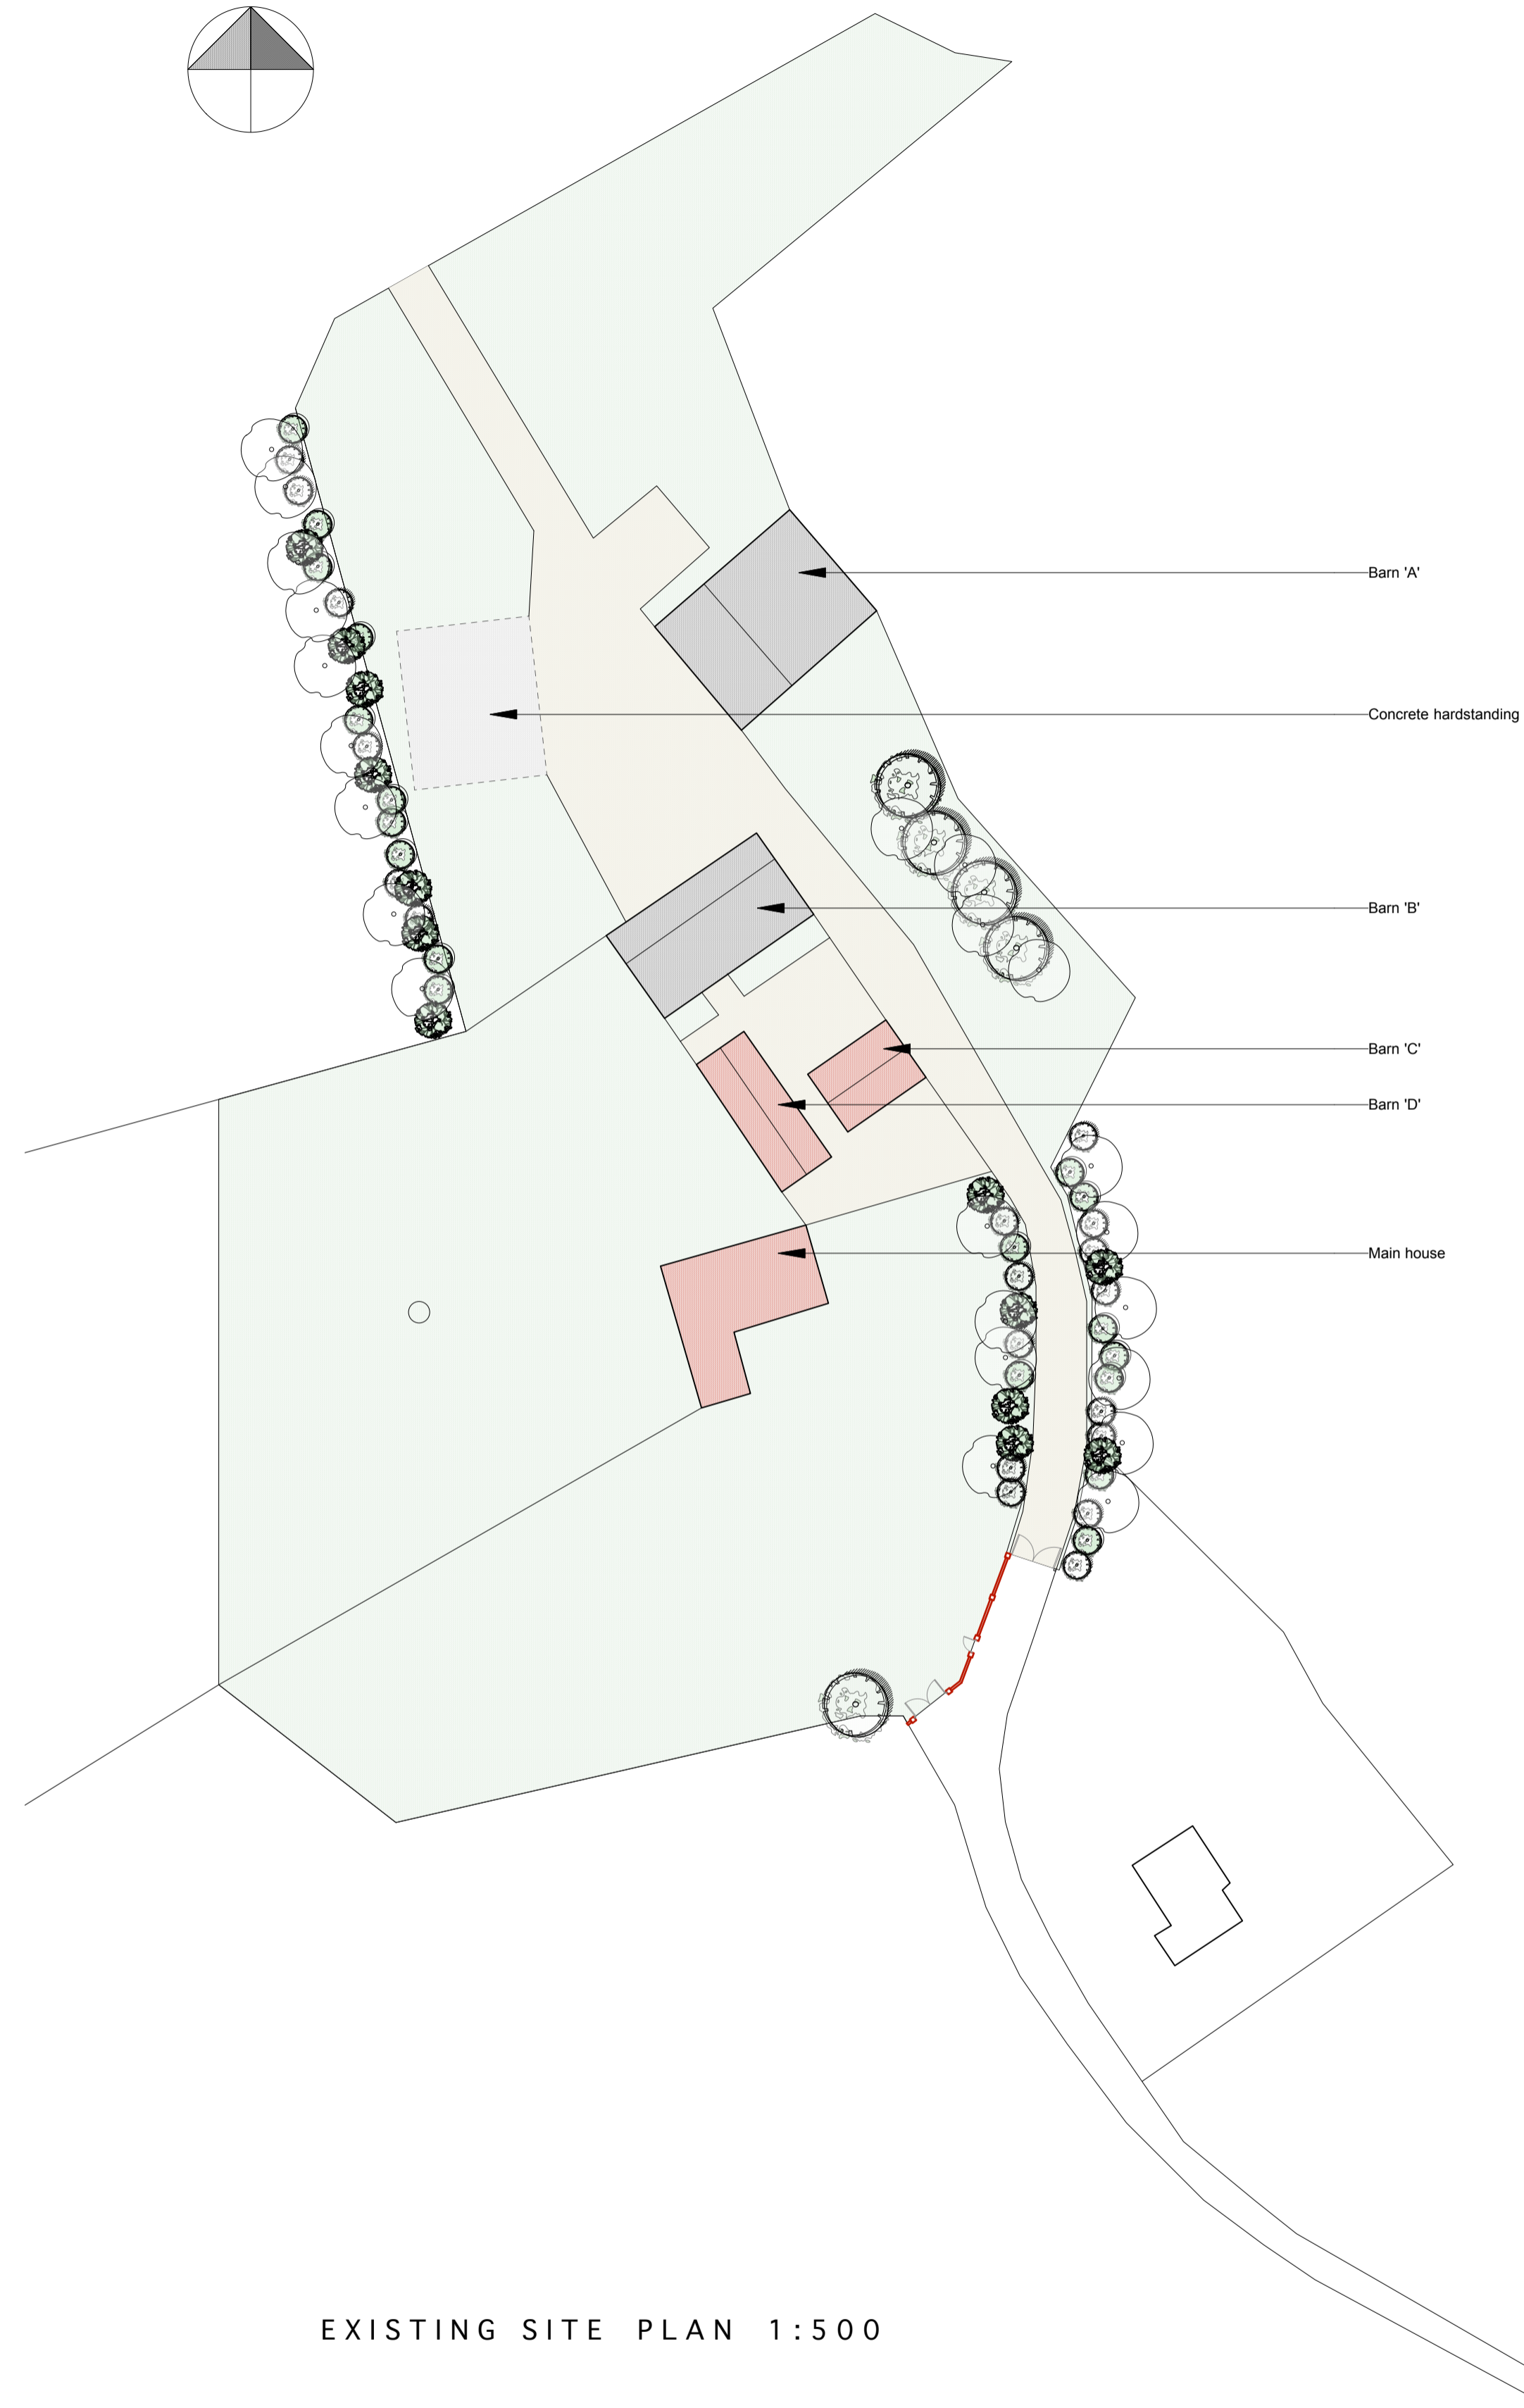 Barn 'A'
Concrete hardstanding
Barn 'B'
Barn 'C'
Barn 'D'
Main house
EXISTING SITE PLAN 1:500